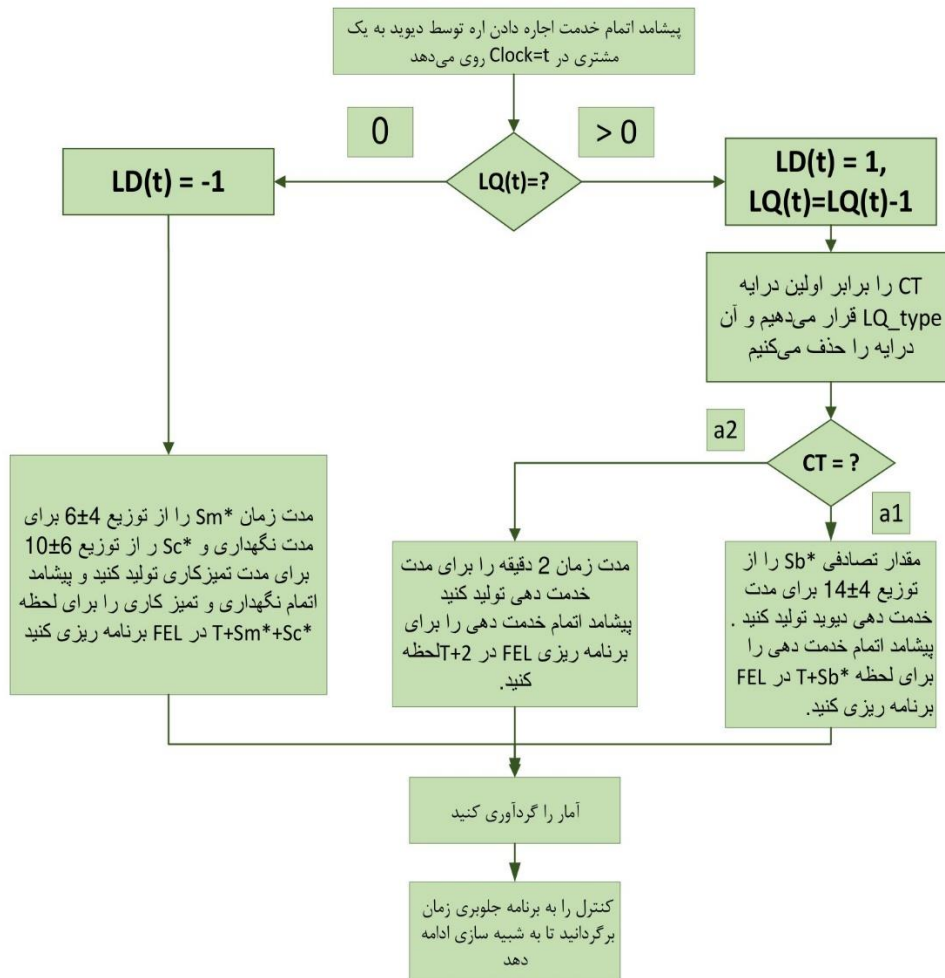 پیشامد اتمام خدمت اجاره دادن اره توسط دیوید به یک
مشتری در Clock=t روی می‌دهد
0
> 0
LQ(t)=?
LD(t) = -1
LD(t) = 1,
LQ(t)=LQ(t)-1
CT را برابر اولین درایه
LQ_type قرار می‌دهیم و آن
درایه را حذف می‌کنیم
a2
CT = ?
a1
مدت زمان *Sm را از توزیع 4±6 برای
مدت نگهداری و *Sc ر از توزیع 6±10
برای مدت تمیزکاری تولید کنید و پیشامد
اتمام نگهداری و تمیز کاری را برای لحظه
*T+Sm*+Sc در FEL برنامه ریزی کنید
مدت زمان 2 دقیقه را برای مدت
خدمت دهی تولید کنید
پیشامد اتمام خدمت دهی را برای
برنامه ریزی FEL در T+2لحظه
کنید.
مقدار تصادفی *Sb را از
توزیع 4±14 برای مدت
خدمت دهی دیوید تولید کنید .
پیشامد اتمام خدمت دهی را
برای لحظه *T+Sb در FEL
برنامه ریزی کنید.
آمار را گردآوری کنید
کنترل را به برنامه جلوبری زمان
برگردانید تا به شبیه سازی ادامه
دهد